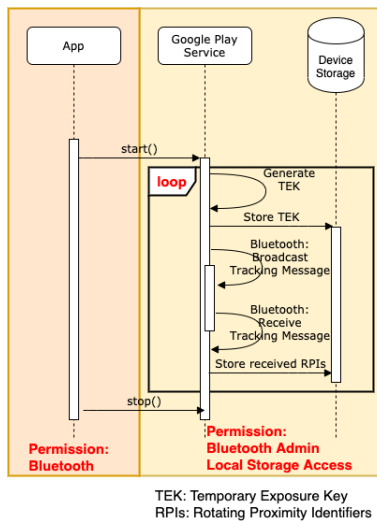 App
Google Play
Service
Device
Storage
start()
loop
Generate
TEK
Store TEK
Bluetooth:
Broadcast
Tracking Message
Bluetooth:
Receive
Tracking Message
Store received RPIs
stop()
Permission:
Bluetooth
Permission:
Bluetooth Admin
Local Storage Access
TEK: Temporary Exposure Key
RPIs: Rotating Proximity Identifiers